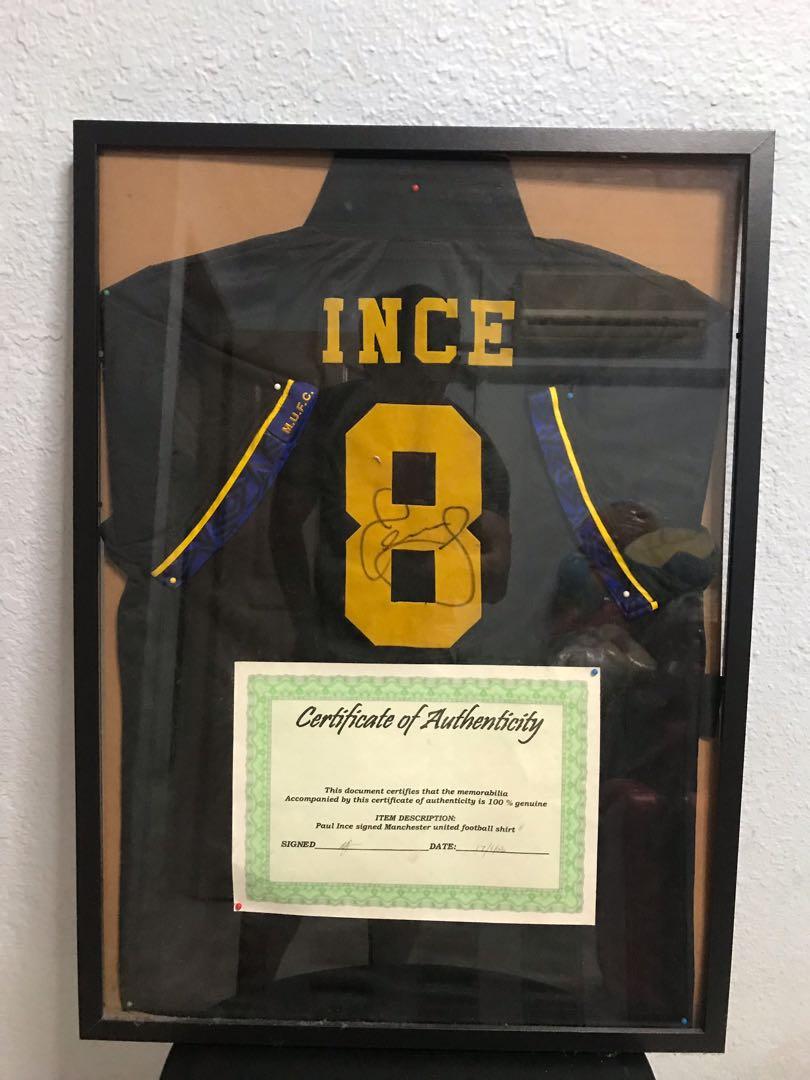 INCE
M.U.F.C.
8
Certificate of Authenticity
This document certifies that the memorabilia
Accompanied by this certificate of authenticity is 100 % genuine
ITEM DESCRIPTION:
Paul Ince signed Manchester united football shirt
SIGNED DATE: